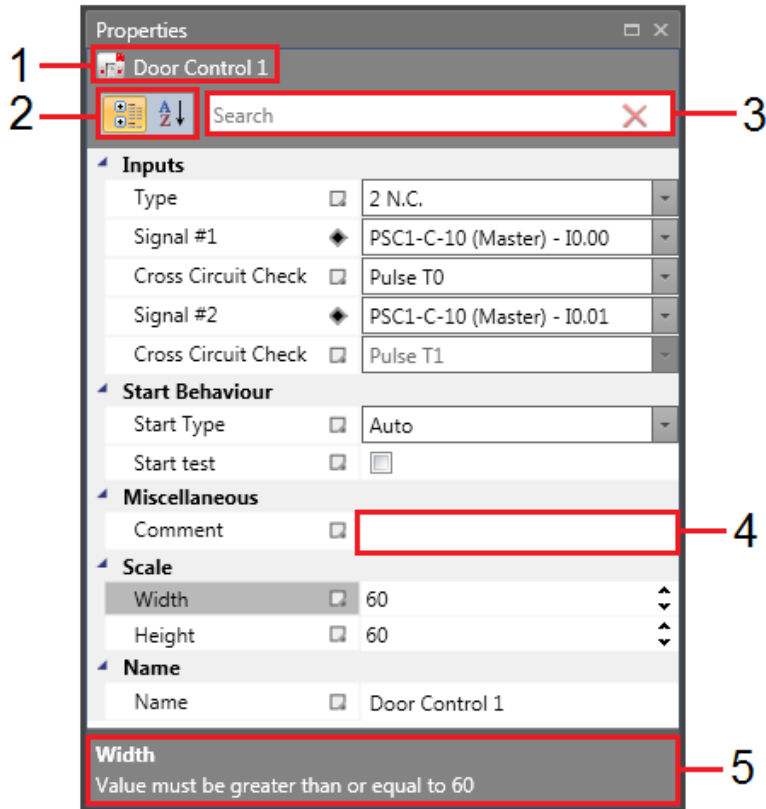 Properties
1 Door Control 1
2 A Z Search 3
Inputs
Type 2 N.C.
Signal #1 PSC1-C-10 (Master) - I0.00
Cross Circuit Check Pulse T0
Signal #2 PSC1-C-10 (Master) - I0.01
Cross Circuit Check Pulse T1
Start Behaviour
Start Type Auto
Start test
Miscellaneous
Comment 4
Scale
Width 60
Height 60
Name
Name Door Control 1
Width
Value must be greater than or equal to 60 5